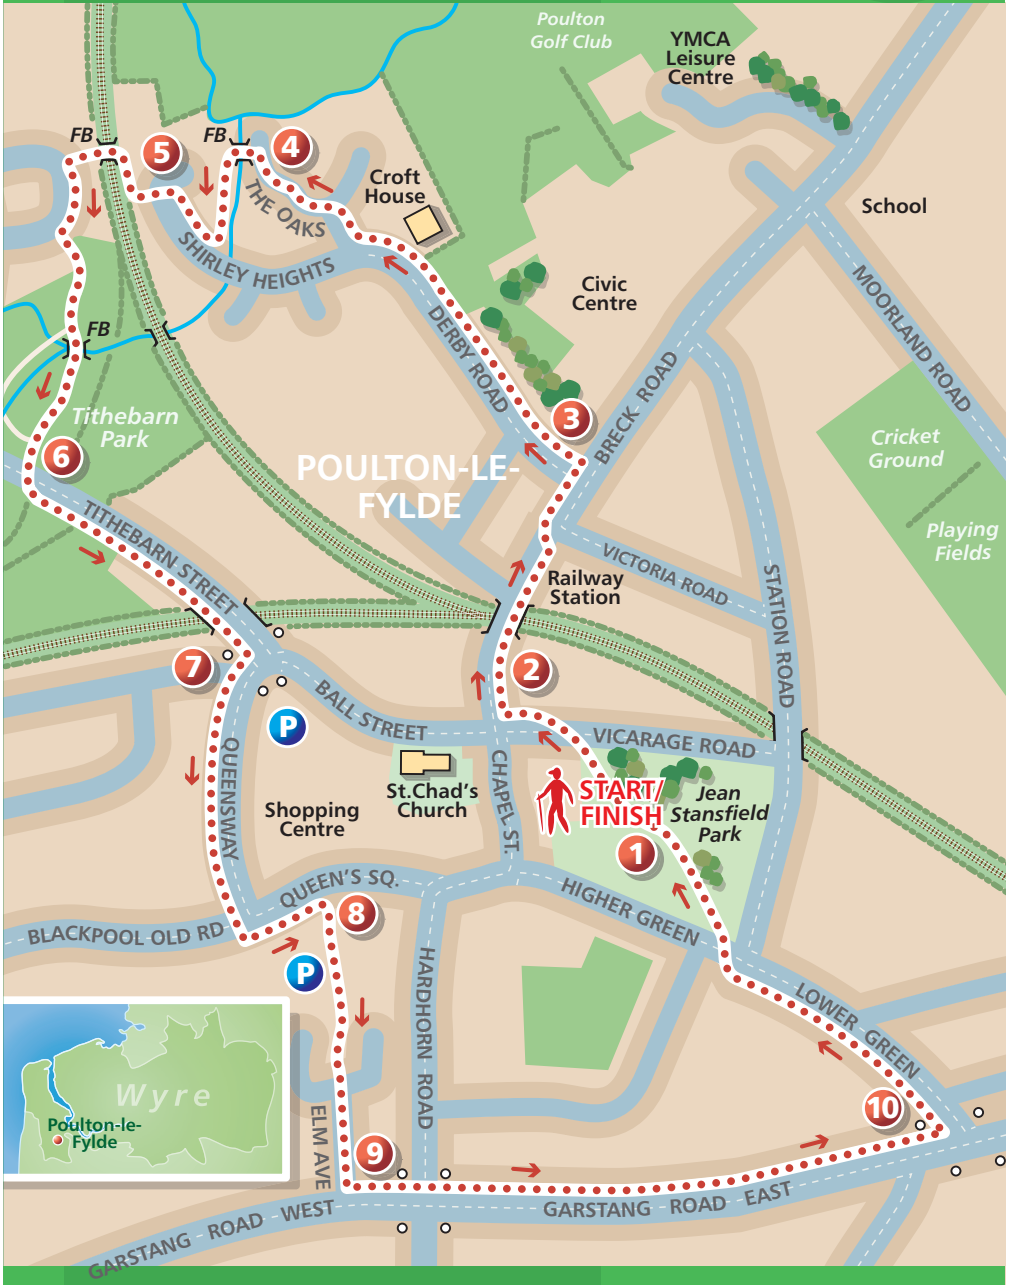 Poulton
Golf Club
YMCA
Leisure
Centre
FB
5
FB
4
Croft
House
School
THE OAKS
SHIRLEY HEIGHTS
Civic
Centre
MOORLAND ROAD
FB
DERBY ROAD
BRECK ROAD
3
Tithebarn
Park
6
Cricket
Ground
POULTON-LE-
FYLDE
Playing
Fields
TITHEBARN STREET
VICTORIA ROAD
Railway
Station
STATION ROAD
7
2
BALL STREET
P
VICARAGE ROAD
QUEENSWAY
CHAPEL ST.
St.Chad's
Church
START/
FINISH
Jean
Stansfield
Park
Shopping
Centre
1
QUEEN'S SQ.
HIGHER GREEN
8
BLACKPOOL OLD RD
P
HARDHORN ROAD
LOWER GREEN
Wyre
Poulton-le-
Fylde
10
ELM AVE
9
GARSTANG ROAD EAST
GARSTANG ROAD WEST